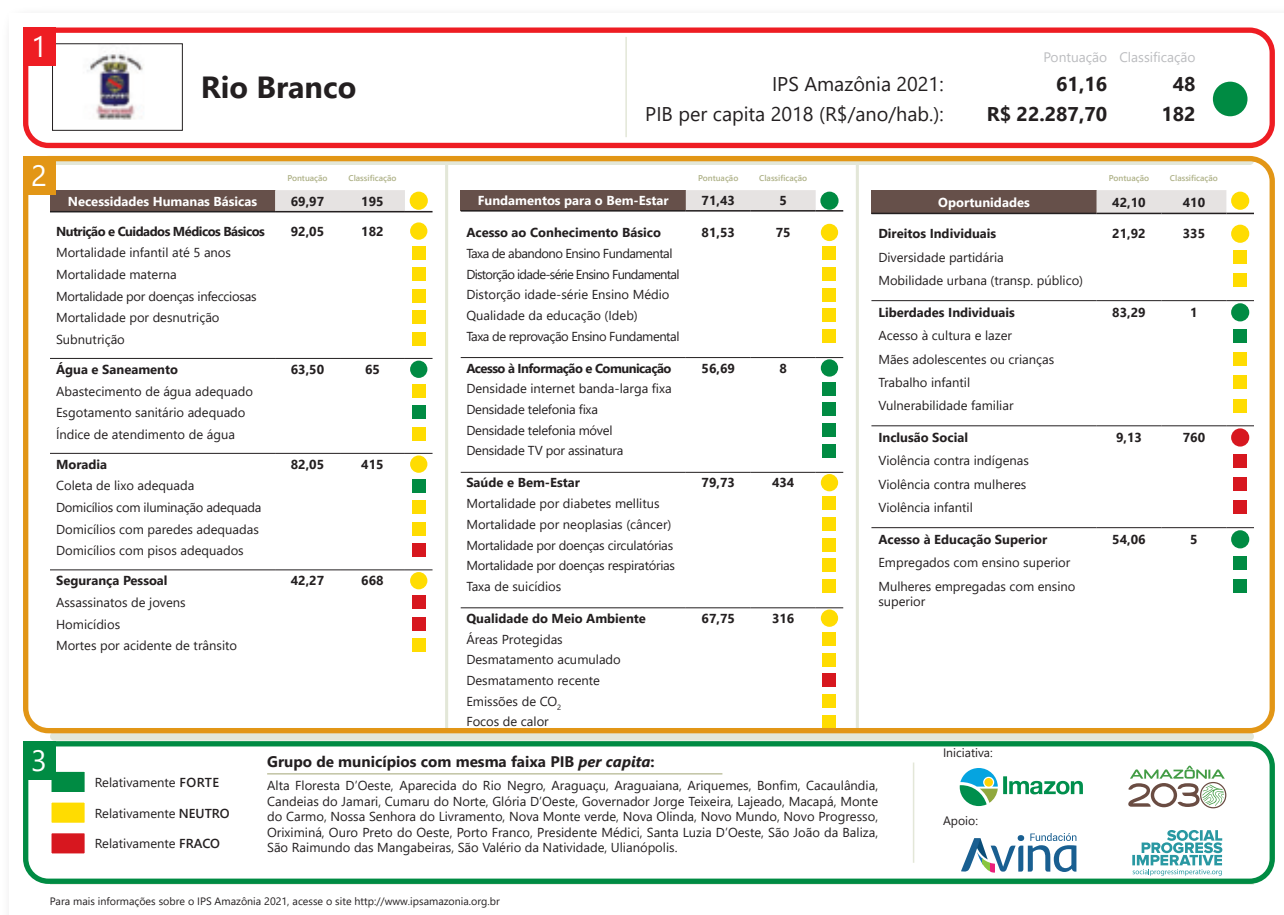 1
Rio Branco
Pontuação Classificação
IPS Amazônia 2021: 61,16 48
PIB per capita 2018 (R$/ano/hab.): R$ 22.287,70 182
2
Pontuação Classificação
Necessidades Humanas Básicas 69,97 195
Nutrição e Cuidados Médicos Básicos 92,05 182
Mortalidade infantil até 5 anos
Mortalidade materna
Mortalidade por doenças infecciosas
Mortalidade por desnutrição
Subnutrição
Água e Saneamento 63,50 65
Abastecimento de água adequado
Esgotamento sanitário adequado
Índice de atendimento de água
Moradia 82,05 415
Coleta de lixo adequada
Domicílios com iluminação adequada
Domicílios com paredes adequadas
Domicílios com pisos adequados
Segurança Pessoal 42,27 668
Assassinatos de jovens
Homicídios
Mortes por acidente de trânsito
Pontuação Classificação
Fundamentos para o Bem-Estar 71,43 5
Acesso ao Conhecimento Básico 81,53 75
Taxa de abandono Ensino Fundamental
Distorção idade-série Ensino Fundamental
Distorção idade-série Ensino Médio
Qualidade da educação (Ideb)
Taxa de reprovação Ensino Fundamental
Acesso à Informação e Comunicação 56,69 8
Densidade internet banda-larga fixa
Densidade telefonia fixa
Densidade telefonia móvel
Densidade TV por assinatura
Saúde e Bem-Estar 79,73 434
Mortalidade por diabetes mellitus
Mortalidade por neoplasias (câncer)
Mortalidade por doenças circulatórias
Mortalidade por doenças respiratórias
Taxa de suicídios
Qualidade do Meio Ambiente 67,75 316
Áreas Protegidas
Desmatamento acumulado
Desmatamento recente
Emissões de CO2
Focos de calor
Pontuação Classificação
Oportunidades 42,10 410
Direitos Individuais 21,92 335
Diversidade partidária
Mobilidade urbana (transp. público)
Liberdades Individuais 83,29 1
Acesso à cultura e lazer
Mães adolescentes ou crianças
Trabalho infantil
Vulnerabilidade familiar
Inclusão Social 9,13 760
Violência contra indígenas
Violência contra mulheres
Violência infantil
Acesso à Educação Superior 54,06 5
Empregados com ensino superior
Mulheres empregadas com ensino
superior
3
Relativamente FORTE
Relativamente NEUTRO
Relativamente FRACO
Grupo de municípios com mesma faixa PIB per capita:
Alta Floresta D’Oeste, Aparecida do Rio Negro, Araguaçu, Araguaiana, Ariquemes, Bonfim, Cacaulândia,
Candeias do Jamari, Cumaru do Norte, Glória D’Oeste, Governador Jorge Teixeira, Lajeado, Macapá, Monte
do Carmo, Nossa Senhora do Livramento, Nova Monte verde, Nova Olinda, Novo Mundo, Novo Progresso,
Oriximiná, Ouro Preto do Oeste, Porto Franco, Presidente Médici, Santa Luzia D’Oeste, São João da Baliza,
São Raimundo das Mangabeiras, São Valério da Natividade, Ulianópolis.
Iniciativa:
Imazon
AMAZÔNIA
2030
Apoio:
Fundación
Avina
SOCIAL
PROGRESS
IMPERATIVE
socialprogressimperative.org
Para mais informações sobre o IPS Amazônia 2021, acesse o site http://www.ipsamazonia.org.br